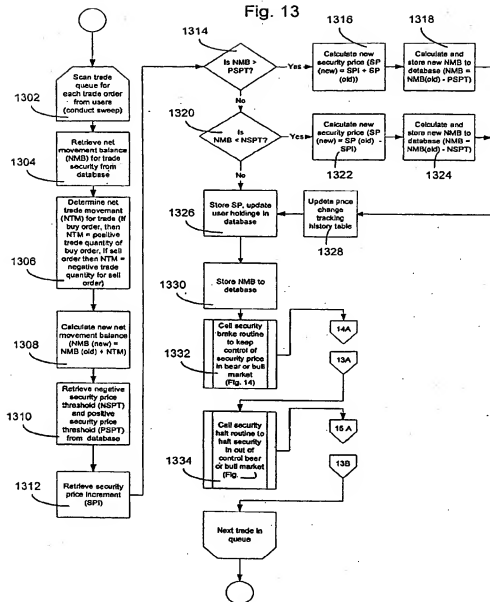 Fig. 13
Scan trade
queue for
each trade order
from users
(conduct sweep)
1302
Retrieve net
movement balance
(NMB) for trade
security from
database
1304
Determine net
trade movement
(NTM) for trade (If
buy order, then
NTM = positive
trade quantity of
buy order, If sell
order then NTM =
negative trade
quantity for sell
order)
1306
Calculate new net
movement balance
(NMB (new) =
NMB (old) + NTM)
1308
Retrieve negative
security price
threshold (NSPT)
and positive
security price
threshold (PSPT)
from database
1310
Retrieve security
price increment
(SPI)
1312
1314
Is NMB >
PSPT?
Yes
No
1316
Calculate new
security price (SP
(new) = SPI + SP
(old))
1318
Calculate and
store new NMB to
database (NMB =
NMB(old) - PSPT)
1320
Is
NMB < NSPT?
Yes
No
Calculate new
security price (SP
(new) = SP (old) -
SPI)
1322
Calculate and
store new NMB to
database (NMB =
NMB(old) - NSPT)
1324
Store SP, update
user holdings in
database
1326
Update price
change
tracking
history table
1328
1330
Store NMB to
database
Call security
brake routine
to keep
control of
security price
in bear or bull
market
(Fig. 14)
1332
14A
13A
Call security
halt routine to
halt security
in out of
control beer
or bull market
(Fig. __)
1334
15 A
13B
Next trade in
queue